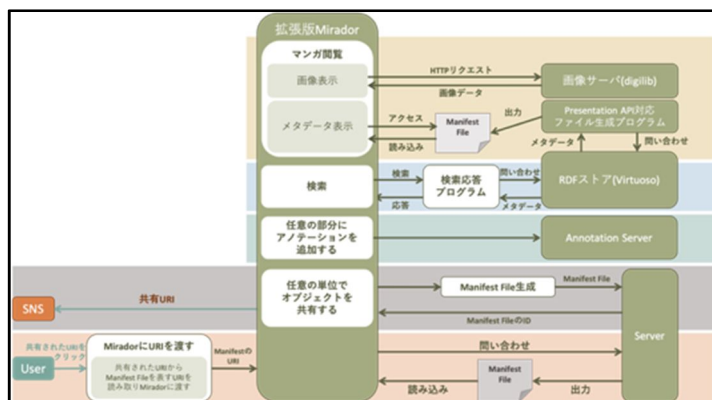 拡張版Mirador
マンガ閲覧
画像表示
HTTPリクエスト
画像データ
画像サーバ(digilib)
メタデータ表示
アクセス
読み込み
Manifest
File
出力
Presentation API対応
ファイル生成プログラム
メタデータ
問い合わせ
検索
検索
応答
検索応答
プログラム
問い合わせ
メタデータ
RDFストア(Virtuoso)
任意の部分に
アノテーションを
追加する
Annotation Server
任意の単位で
オブジェクトを
共有する
Manifest File生成
Manifest File
Manifest FileのID
Server
SNS
共有URI
共有されたURIを
クリック
User
MiradorにURIを渡す
共有されたURIから
Manifest Fileを表すURIを
読み取りMiradorに渡す
Manifestの
URI
問い合わせ
読み込み
Manifest
File
出力